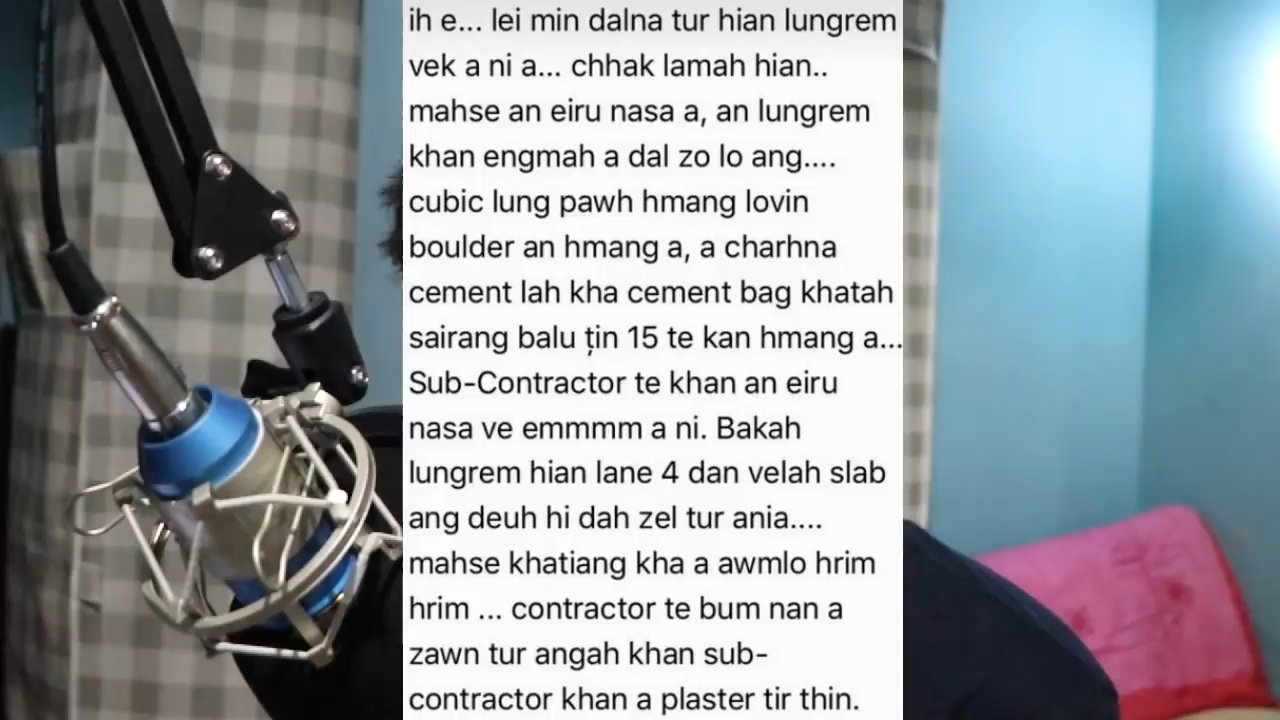 ih e... lei min dalna tur hian lungrem
vek a ni a... chhak lamah hian..
mahse an eiru nasa a, an lungrem
khan engmah a dal zo lo ang....
cubic lung pawh hmang lovin
boulder an hmang a, a charhna
cement lah kha cement bag khatah
sairang balu ṭin 15 te kan hmang a...
Sub-Contractor te khan an eiru
nasa ve emmmm a ni. Bakah
lungrem hian lane 4 dan velah slab
ang deuh hi dah zel tur ania....
mahse khatiang kha a awmlo hrim
hrim ... contractor te bum nan a
zawn tur angah khan sub-
contractor khan a plaster tir thin.